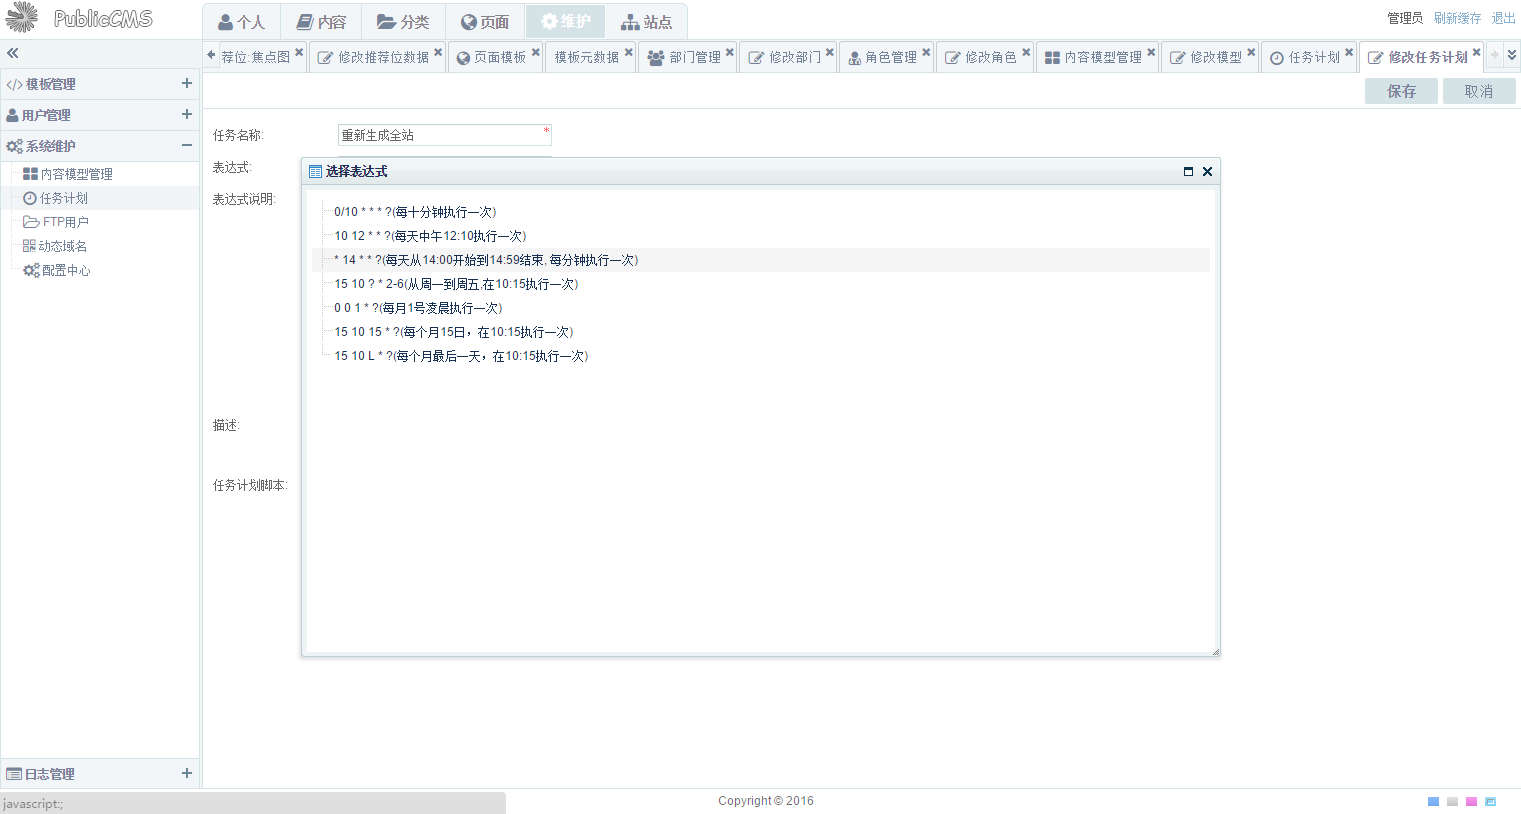 PublicCMS
个人 内容 分类 页面 维护 站点
管理员 刷新缓存 退出
荐位:焦点图 修改推荐位数据 页面模板 模板元数据 部门管理 修改部门 角色管理 修改角色 内容模型管理 修改模型 任务计划 修改任务计划
保存 取消
模板管理
用户管理
系统维护
内容模型管理
任务计划
FTP用户
动态域名
配置中心
日志管理
任务名称: 重新生成全站 *
表达式:
表达式说明:
描述:
任务计划脚本:
选择表达式
0/10 * * * ?(每十分钟执行一次)
10 12 * * ?(每天中午12:10执行一次)
* 14 * * ?(每天从14:00开始到14:59结束, 每分钟执行一次)
15 10 ? * 2-6(从周一到周五,在10:15执行一次)
0 0 1 * ?(每月1号凌晨执行一次)
15 10 15 * ?(每个月15日，在10:15执行一次)
15 10 L * ?(每个月最后一天，在10:15执行一次)
javascript:;
Copyright © 2016